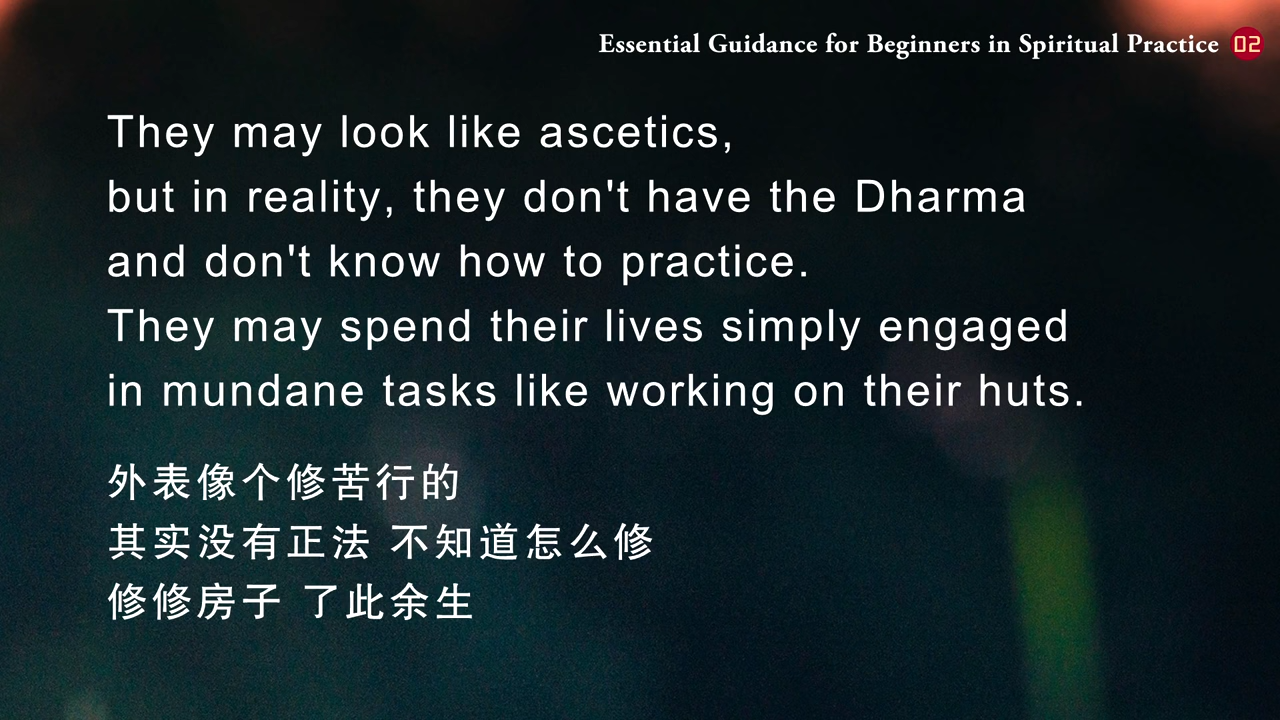 Essential Guidance for Beginners in Spiritual Practice 02
They may look like ascetics,
but in reality, they don't have the Dharma
and don't know how to practice.
They may spend their lives simply engaged
in mundane tasks like working on their huts.
外表像个修苦行的
其实没有正法 不知道怎么修
修修房子 了此余生